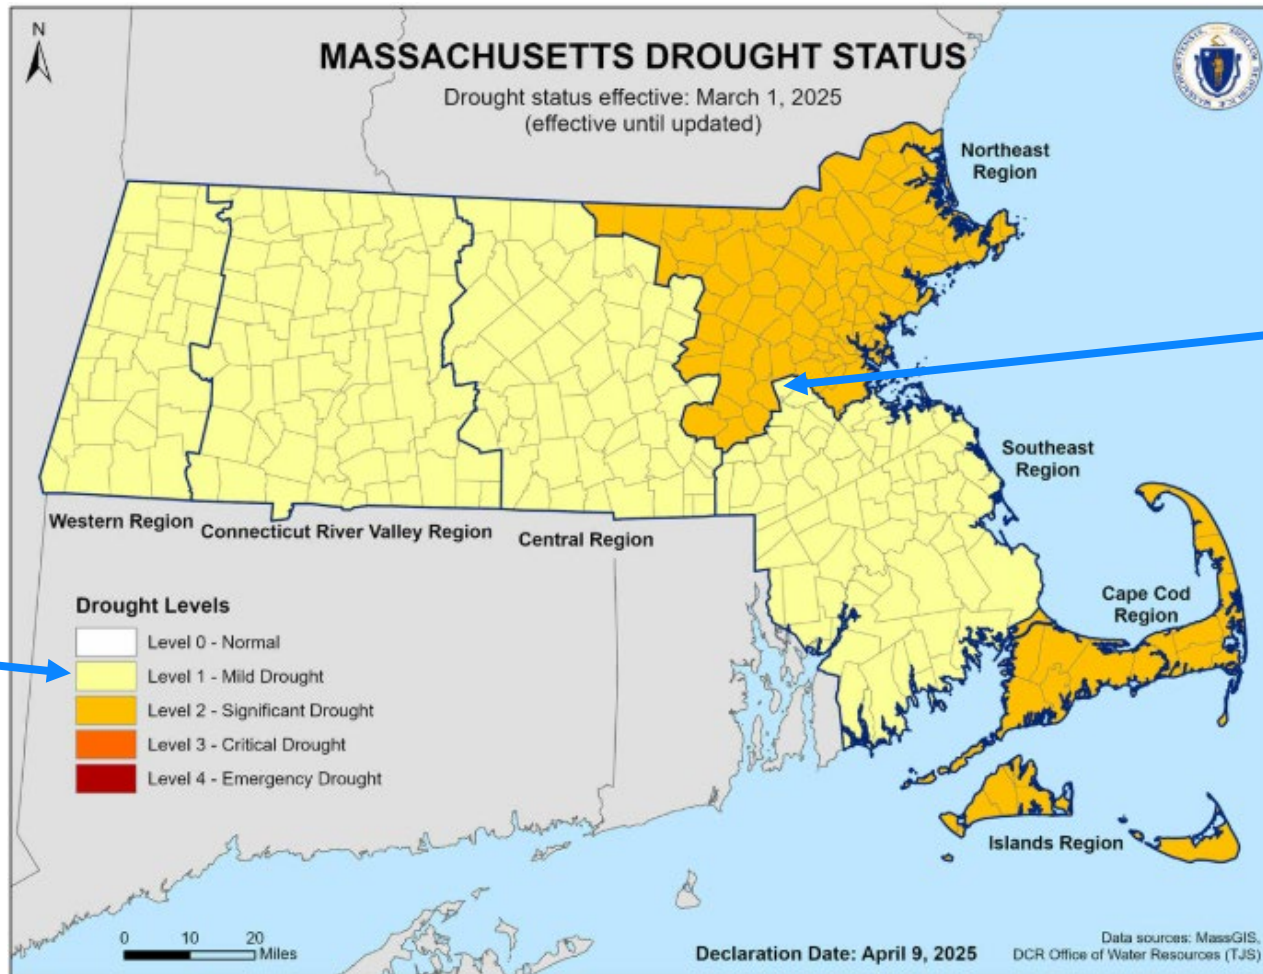 N
MASSACHUSETTS DROUGHT STATUS
Drought status effective: March 1, 2025
(effective until updated)
Northeast
Region
Southeast
Region
Western Region
Connecticut River Valley Region
Central Region
Cape Cod
Region
Drought Levels
Level 0 - Normal
Level 1 - Mild Drought
Level 2 - Significant Drought
Level 3 - Critical Drought
Level 4 - Emergency Drought
Islands Region
0 10 20
Miles
Declaration Date: April 9, 2025
Data sources: MassGIS,
DCR Office of Water Resources (TJS)